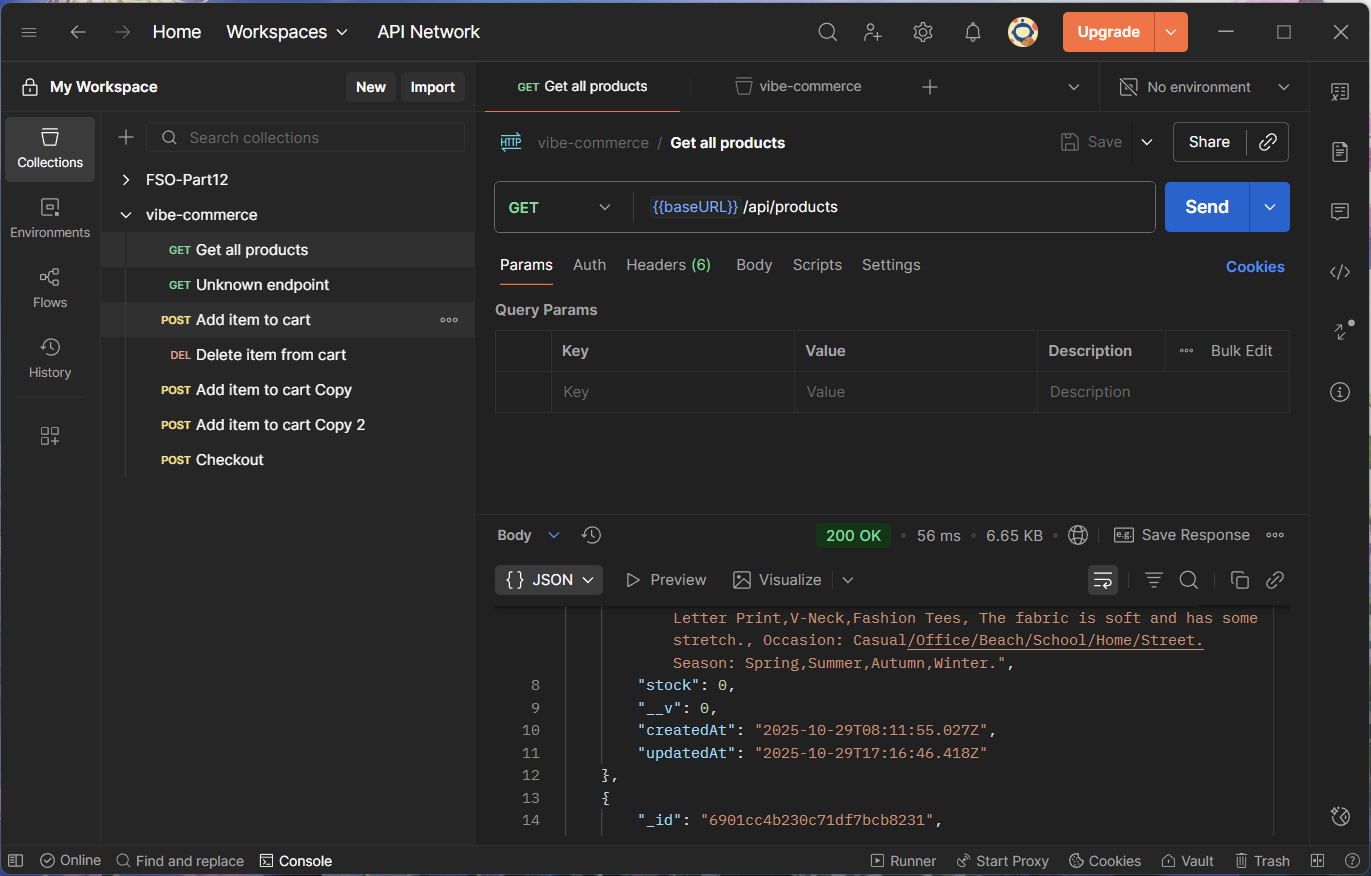 Home Workspaces API Network Upgrade
My Workspace New Import
GET Get all products vibe-commerce No environment
Collections
Environments
Flows
History
Search collections
FSO-Part12
vibe-commerce
GET Get all products
GET Unknown endpoint
POST Add item to cart
DEL Delete item from cart
POST Add item to cart Copy
POST Add item to cart Copy 2
POST Checkout
HTTP vibe-commerce / Get all products Save Share
GET {{baseURL}} /api/products Send
Params Auth Headers (6) Body Scripts Settings Cookies
Query Params
Key Value Description Bulk Edit
Key Value Description
Body 200 OK • 56 ms • 6.65 KB • e.g. Save Response
{} JSON Preview Visualize
Letter Print,V-Neck,Fashion Tees, The fabric is soft and has some
stretch., Occasion: Casual/Office/Beach/School/Home/Street.
Season: Spring,Summer,Autumn,Winter.",
8 "stock": 0,
9 "__v": 0,
10 "createdAt": "2025-10-29T08:11:55.027Z",
11 "updatedAt": "2025-10-29T17:16:46.418Z"
12 },
13 {
14 "_id": "6901cc4b230c71df7bcb8231",
Online Find and replace Console Runner Start Proxy Cookies Vault Trash